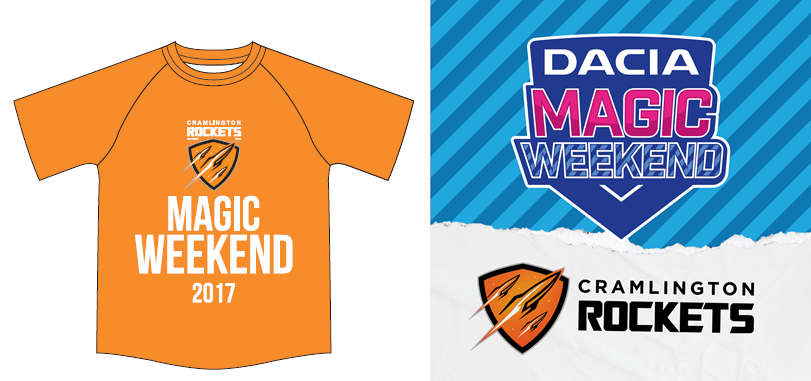 CRAMLINGTON
ROCKETS
MAGIC
WEEKEND
2017
DACIA
MAGIC
WEEKEND
CRAMLINGTON
ROCKETS